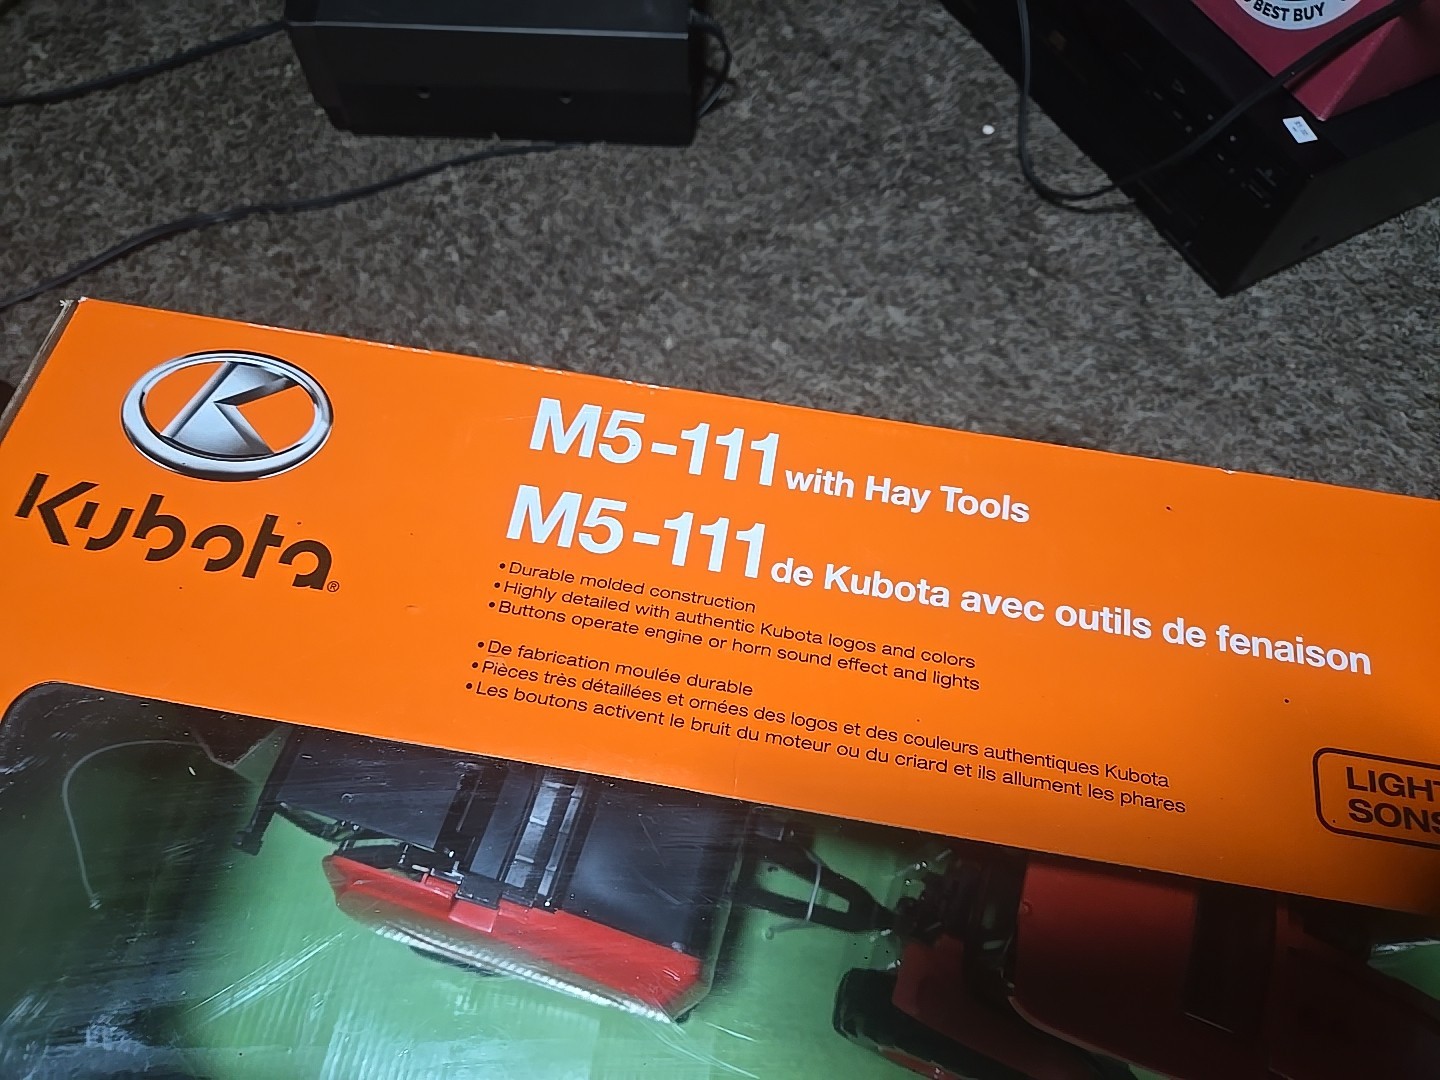 BEST BUY
Kubota®
M5-111 with Hay Tools
M5-111 de Kubota avec outils de fenaison
•Durable molded construction
•Highly detailed with authentic Kubota logos and colors
•Buttons operate engine or horn sound effect and lights
•De fabrication moulée durable
•Pièces très détaillées et ornées des logos et des couleurs authentiques Kubota
•Les boutons activent le bruit du moteur ou du criard et ils allument les phares
LIGHT
SONS